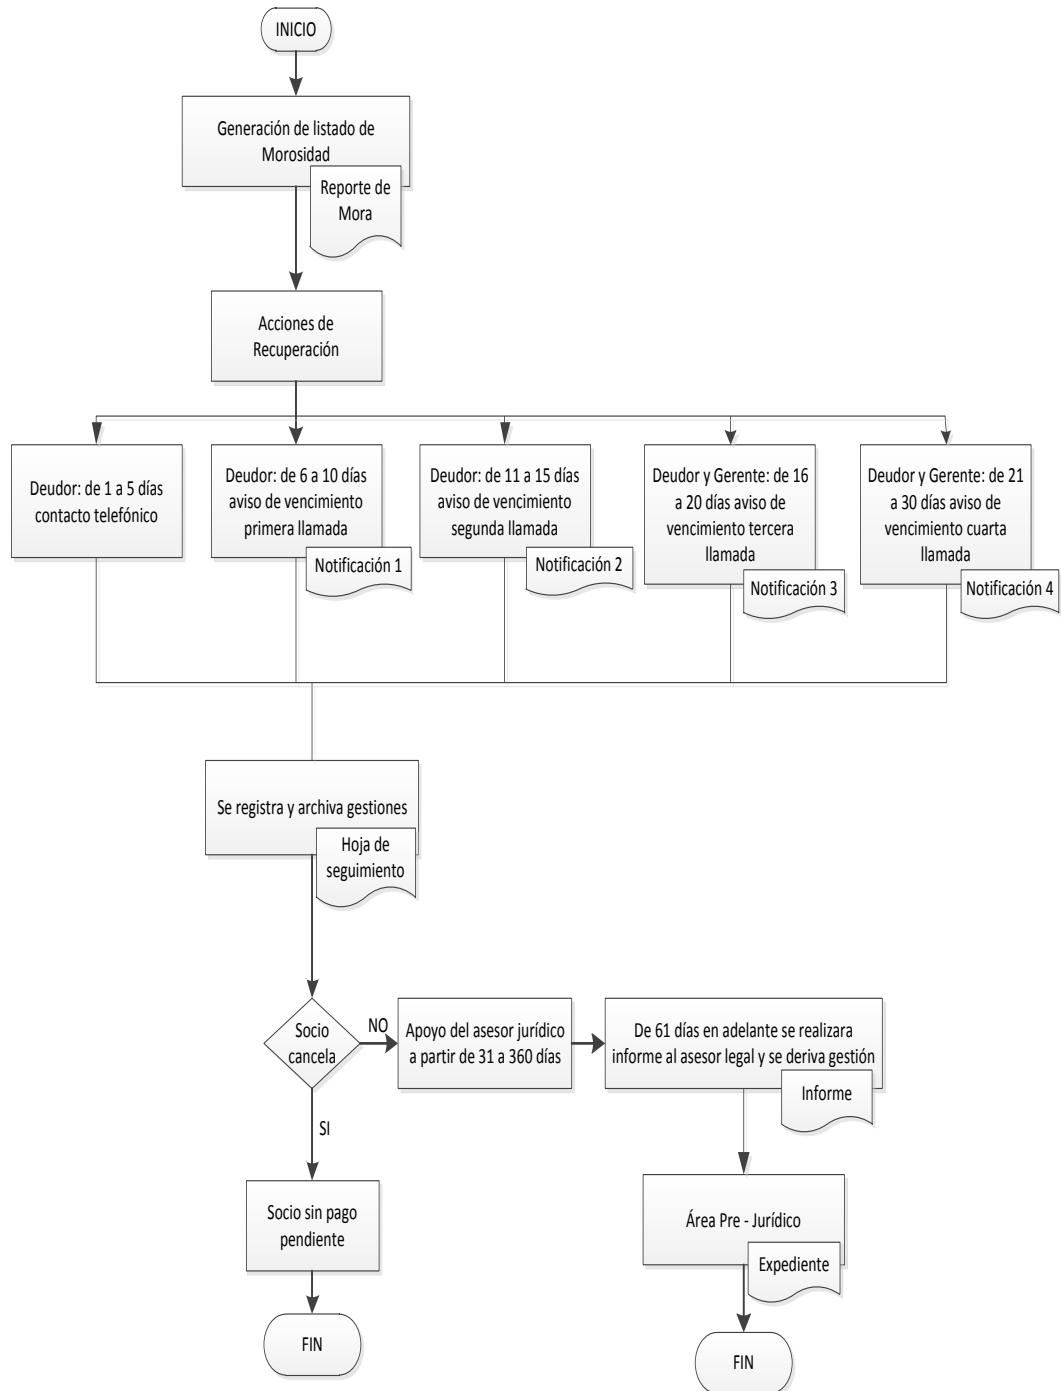 INICIO
Generación de listado de
Morosidad
Reporte de
Mora
Acciones de
Recuperación
Deudor: de 1 a 5 días
contacto telefónico
Deudor: de 6 a 10 días
aviso de vencimiento
primera llamada
Notificación 1
Deudor: de 11 a 15 días
aviso de vencimiento
segunda llamada
Notificación 2
Deudor y Gerente: de 16
a 20 días aviso de
vencimiento tercera
llamada
Notificación 3
Deudor y Gerente: de 21
a 30 días aviso de
vencimiento cuarta
llamada
Notificación 4
Se registra y archiva gestiones
Hoja de
seguimiento
Socio
cancela
NO
Apoyo del asesor jurídico
a partir de 31 a 360 días
De 61 días en adelante se realizara
informe al asesor legal y se deriva gestión
Informe
SI
Socio sin pago
pendiente
Área Pre - Jurídico
Expediente
FIN
FIN